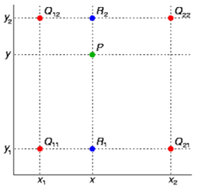 y₂ Q₁₂ R₂ Q₂₂
y P
y₁ Q₁₁ R₁ Q₂₁
x₁ x x₂